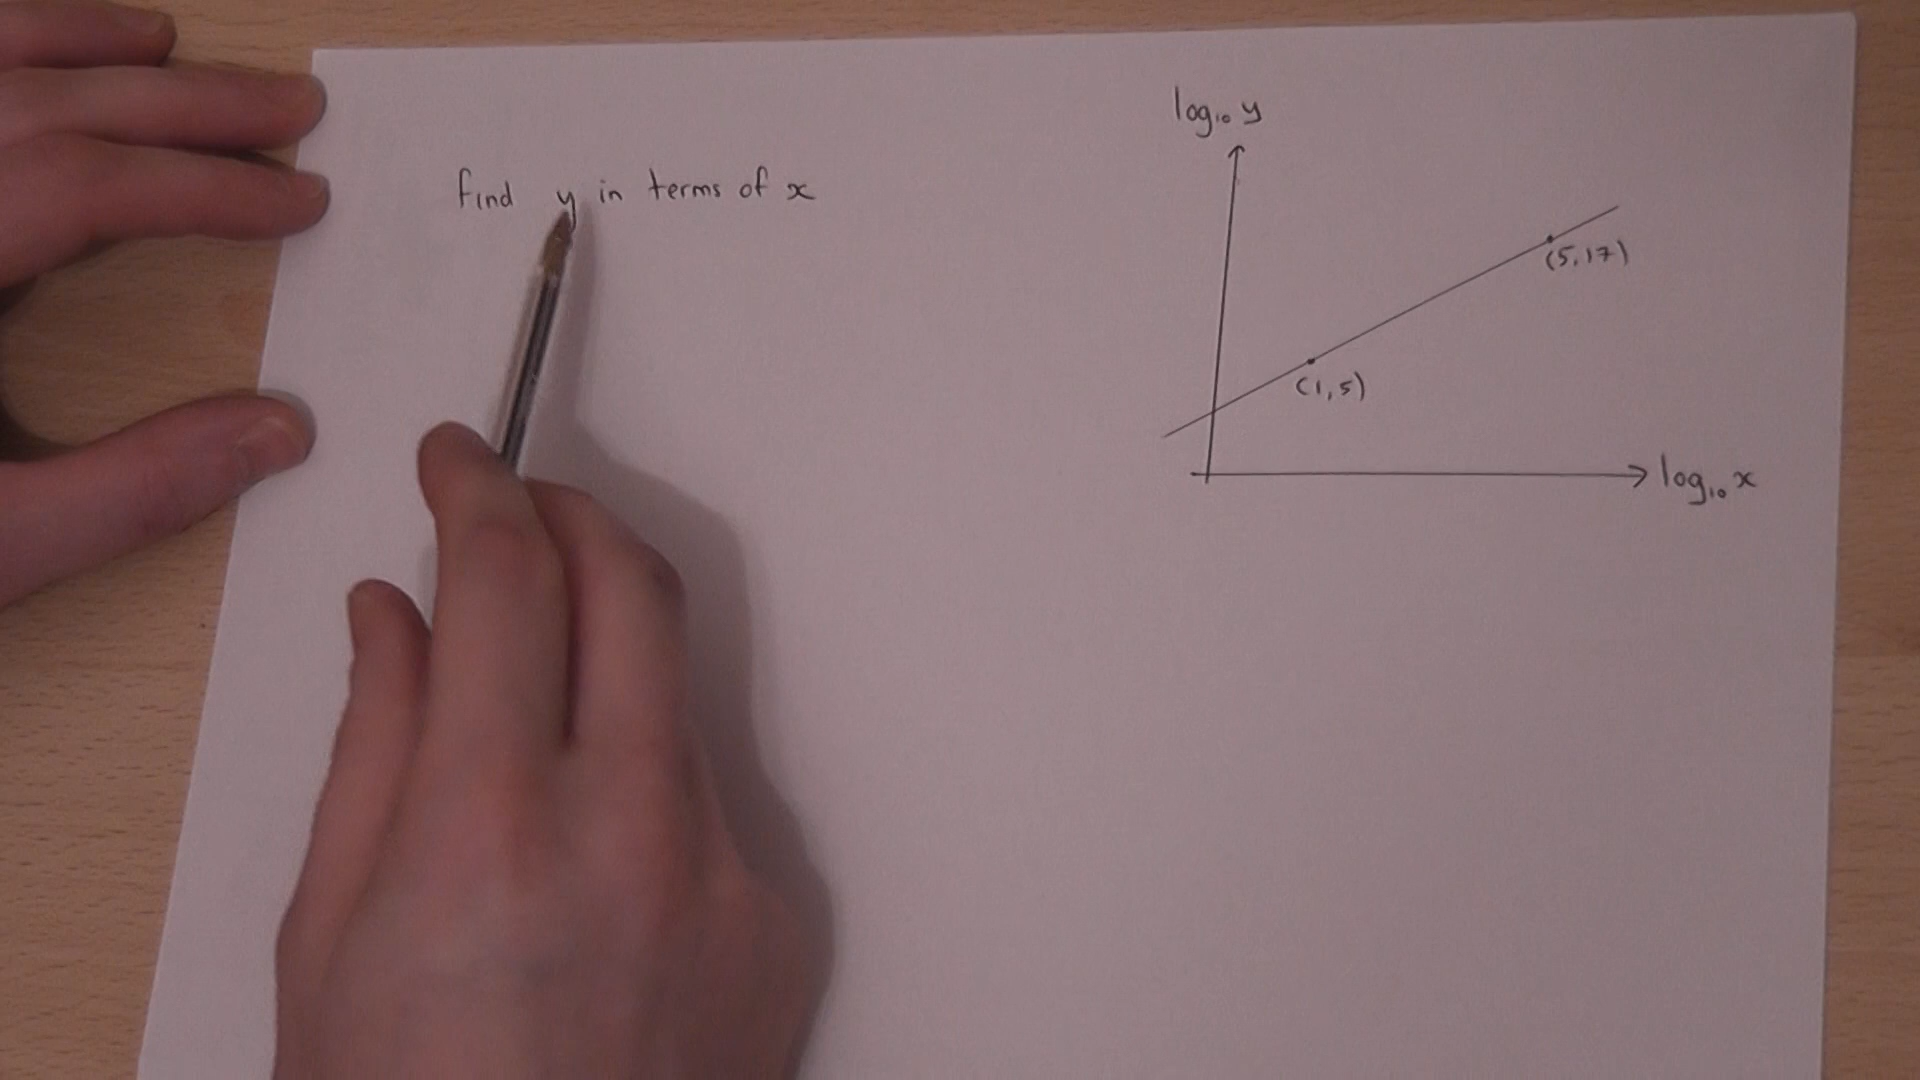 find y in terms of x
log₁₀ y
(5,17)
(1,5)
log₁₀ x